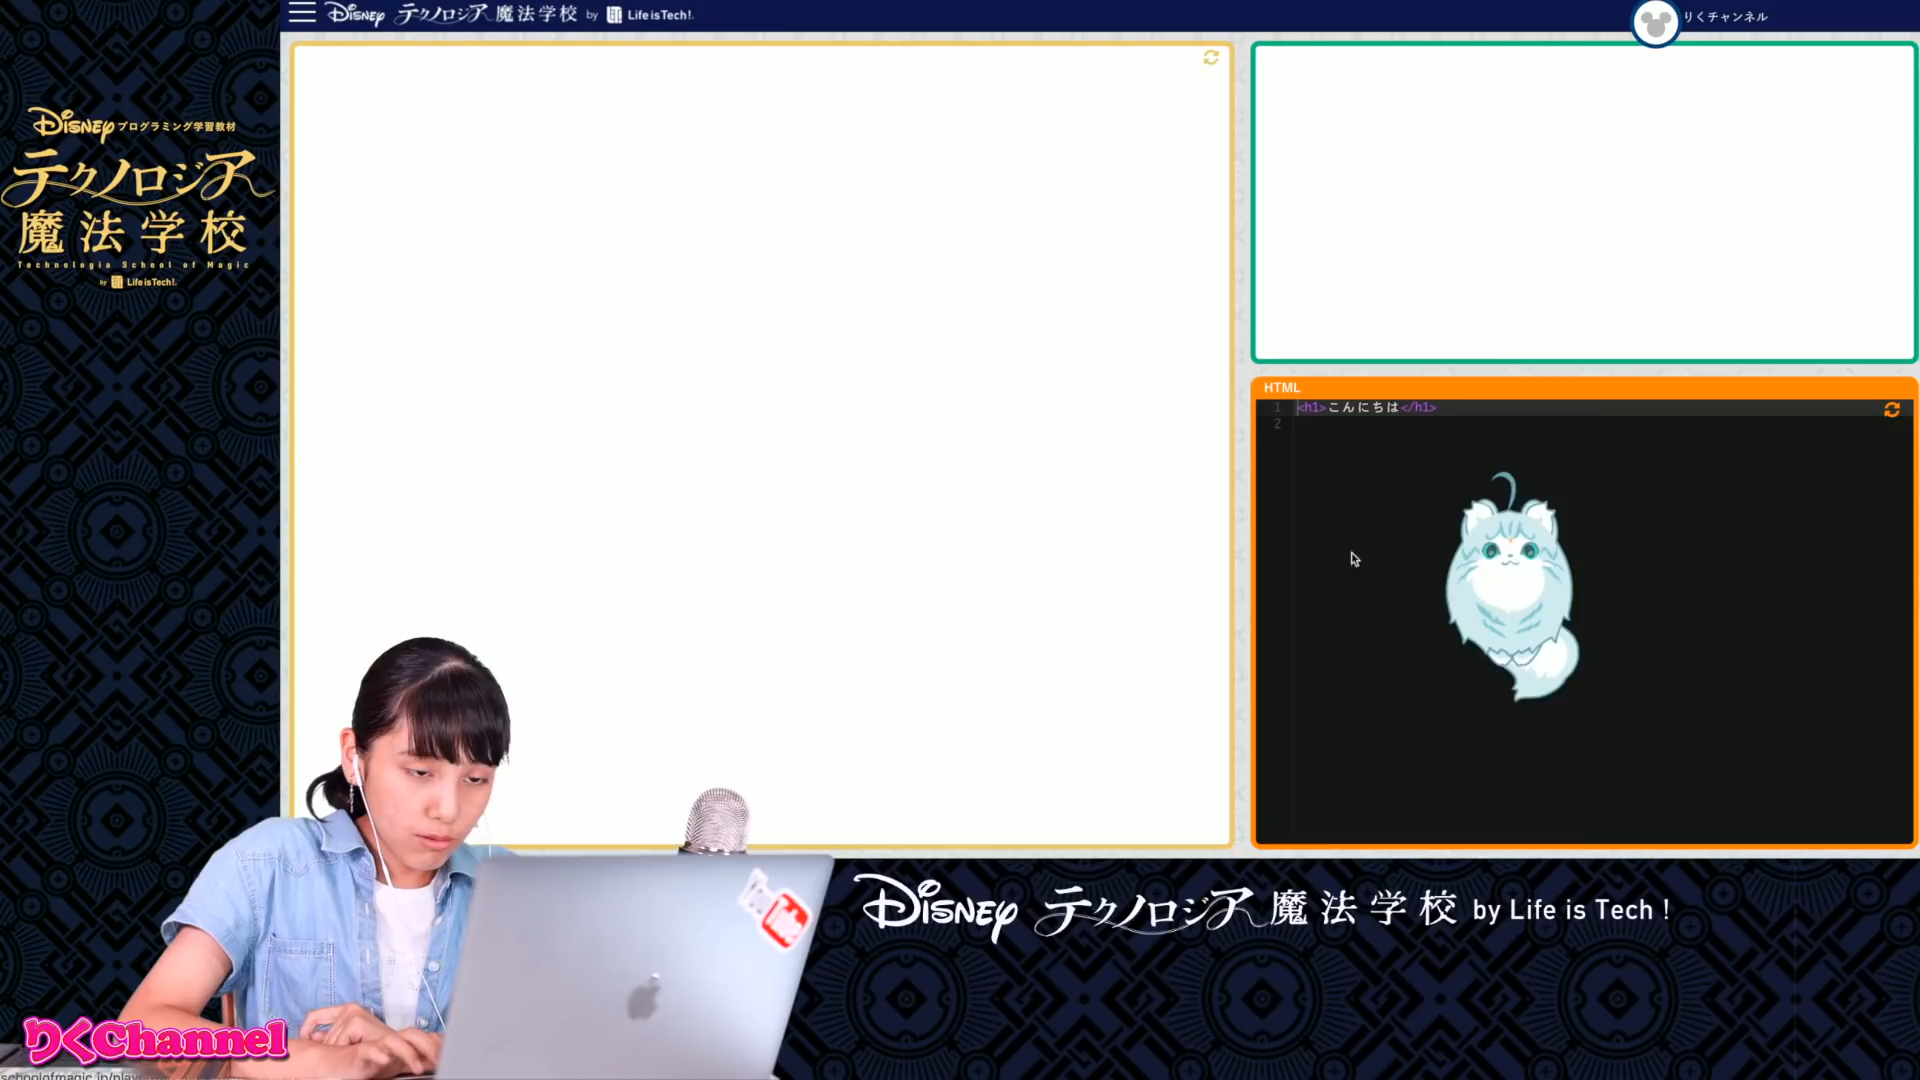 Disney テクノロジア 魔法学校 by Life is Tech!.
りくチャンネル
Disney プログラミング学習教材
テクノロジア
魔法学校
Technologia School of Magic
by Life is Tech!.
HTML
1 <h1>こんにちは</h1>
2
Tube
Disney テクノロジア 魔法学校 by Life is Tech !
りくChannel